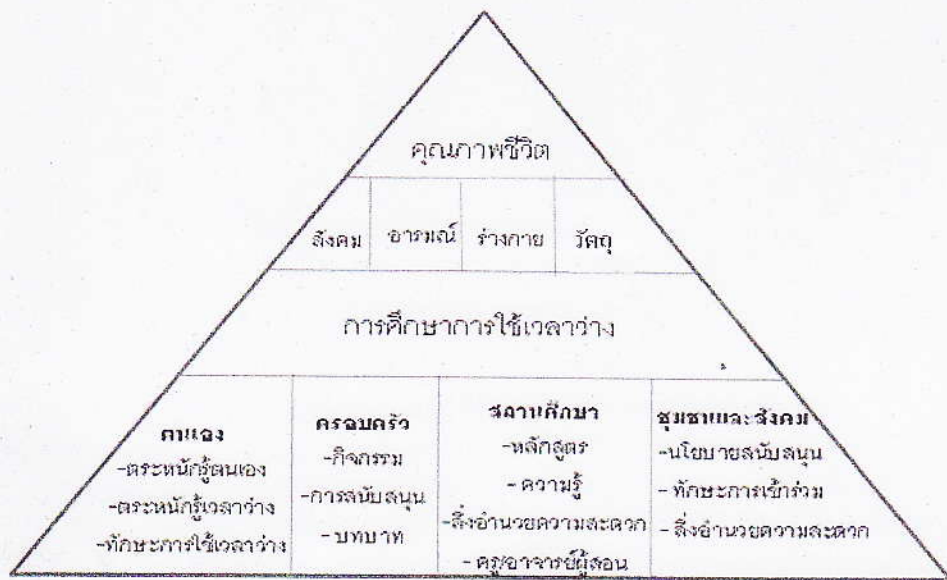 คุณภาพชีวิต
สังคม อารมณ์ ร่างกาย วัตถุ
การศึกษาการใช้เวลาว่าง
ตนเอง
-ตระหนักรู้ตนเอง
-ตระหนักรู้เวลาว่าง
-ทักษะการใช้เวลาว่าง
ครอบครัว
-กิจกรรม
-การสนับสนุน
-บทบาท
สถานศึกษา
-หลักสูตร
-ความรู้
-สิ่งอำนวยความสะดวก
-ครู/อาจารย์ผู้สอน
ชุมชนและสังคม
-นโยบายสนับสนุน
-ทักษะการเข้าร่วม
-สิ่งอำนวยความสะดวก